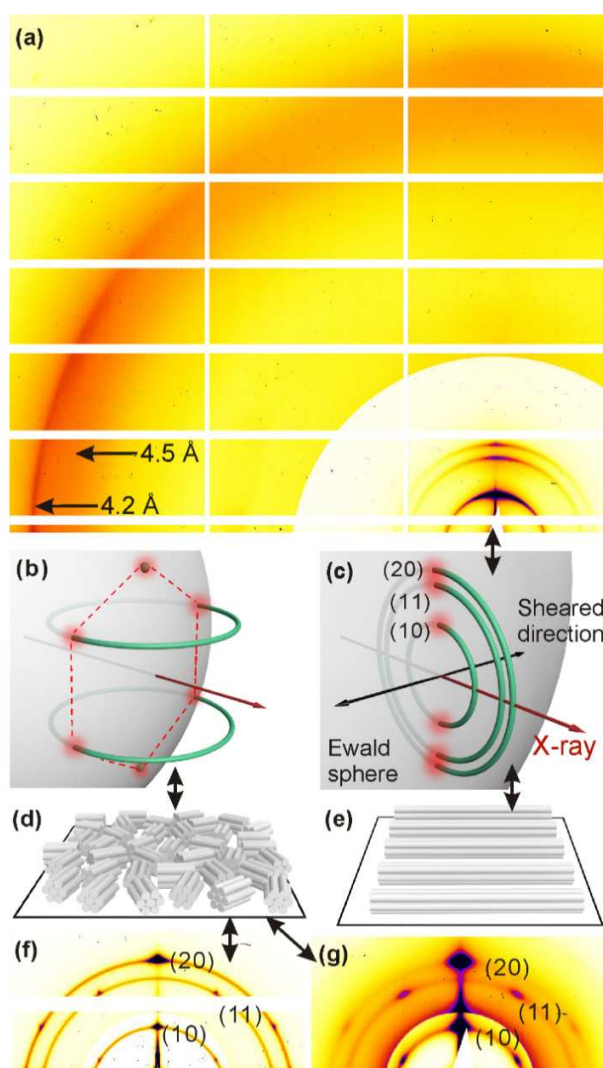 (a)
4.5 Å
4.2 Å
(b)
(c)
(20)
(11)
(10)
Sheared
direction
Ewald
sphere
X-ray
(d)
(e)
(f)
(20)
(11)
(10)
(g)
(20)
(11)
(10)